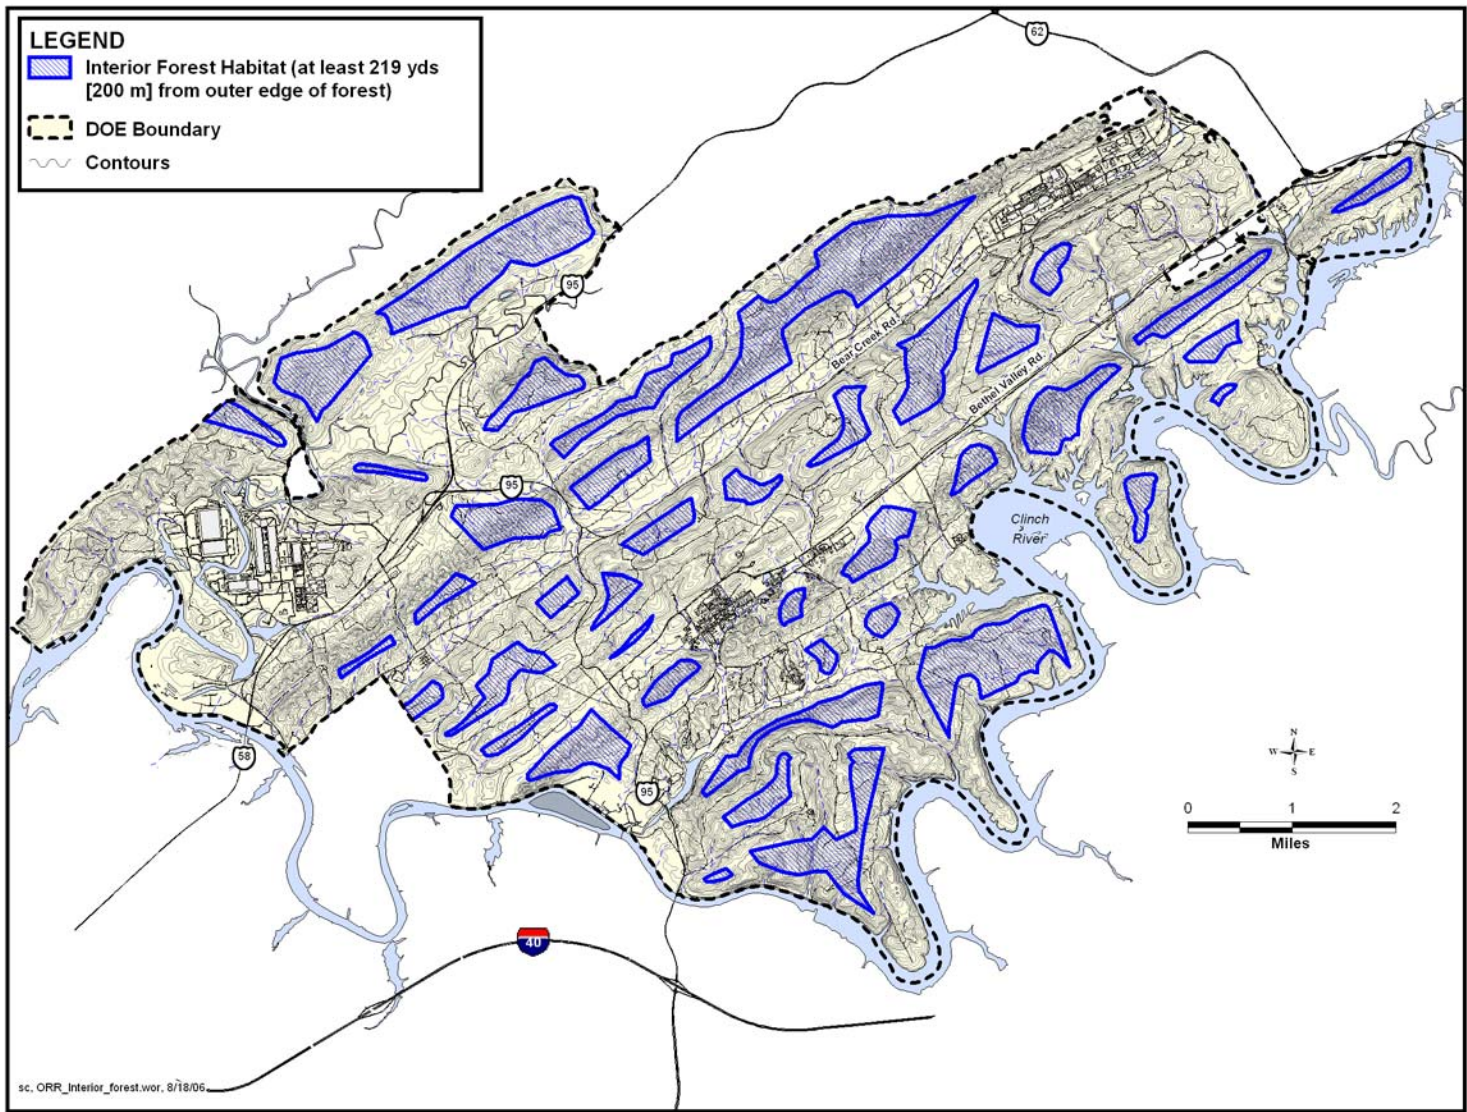 LEGEND
Interior Forest Habitat (at least 219 yds
[200 m] from outer edge of forest)
DOE Boundary
Contours
62
95
Bear Creek Rd.
Bethel Valley Rd.
95
Clinch
River
58
95
N
W E
S
0 1 2
Miles
40
sc, ORR_Interior_forest.wor, 8/18/06